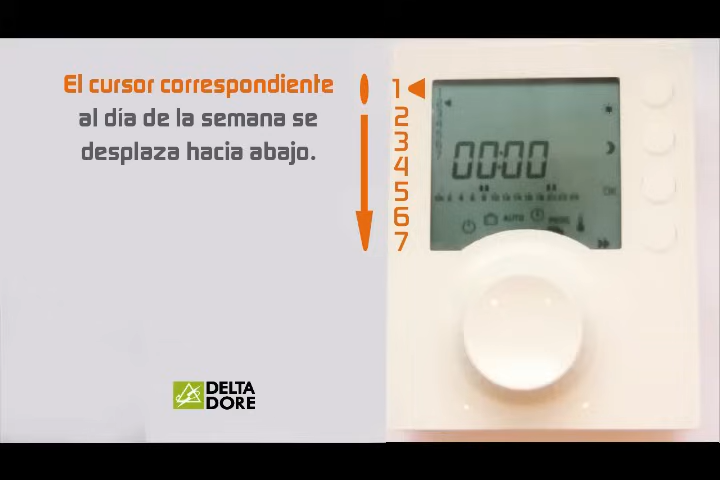 El cursor correspondiente
al día de la semana se
desplaza hacia abajo.
1
2
3
4
5
6
7
00:00
OK
AUTO
DELTA
DORE